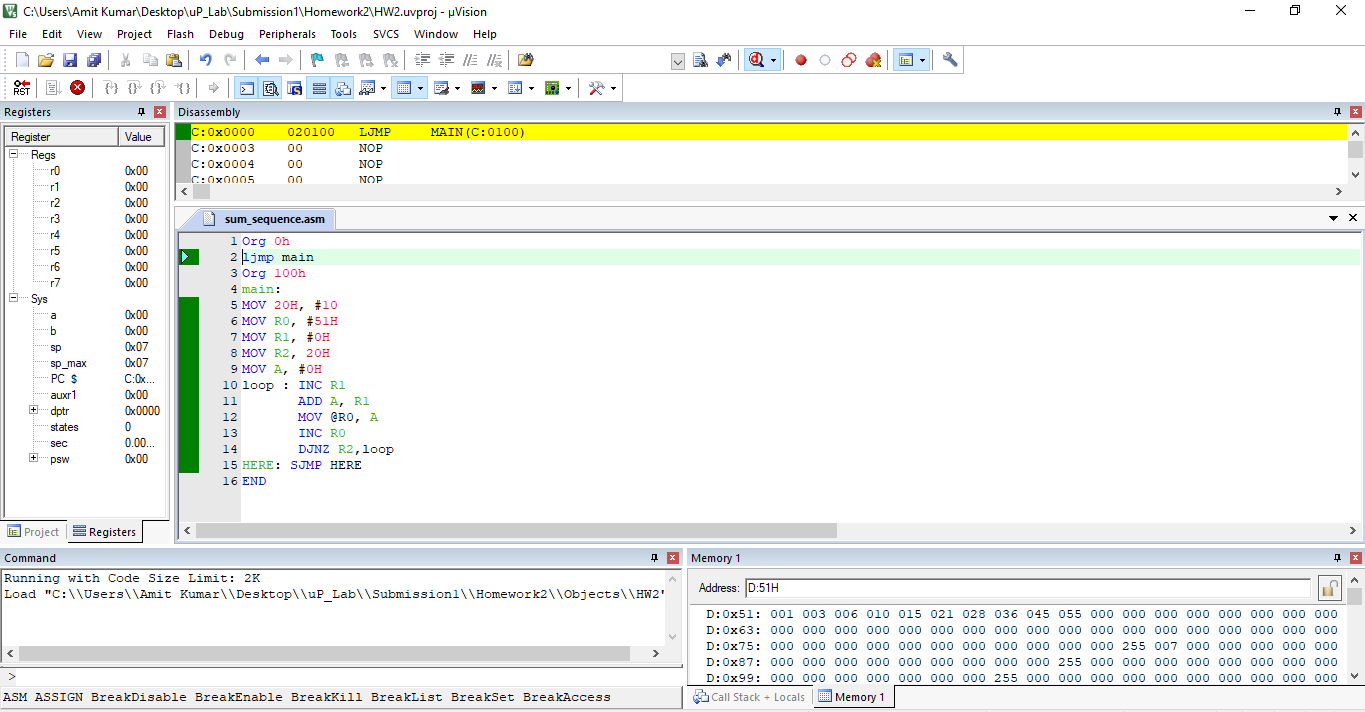 C:\Users\Amit Kumar\Desktop\uP_Lab\Submission1\Homework2\HW2.uvproj - µVision
File Edit View Project Flash Debug Peripherals Tools SVCS Window Help
RST
Registers
Register Value
Regs
r0 0x00
r1 0x00
r2 0x00
r3 0x00
r4 0x00
r5 0x00
r6 0x00
r7 0x00
Sys
a 0x00
b 0x00
sp 0x07
sp_max 0x07
PC $ C:0x...
auxr1 0x00
dptr 0x0000
states 0
sec 0.00...
psw 0x00
Project Registers
Disassembly
C:0x0000 020100 LJMP MAIN(C:0100)
C:0x0003 00 NOP
C:0x0004 00 NOP
C:0x0005 00 NOP
sum_sequence.asm
1 Org 0h
2 ljmp main
3 Org 100h
4 main:
5 MOV 20H, #10
6 MOV R0, #51H
7 MOV R1, #0H
8 MOV R2, 20H
9 MOV A, #0H
10 loop : INC R1
11 ADD A, R1
12 MOV @R0, A
13 INC R0
14 DJNZ R2,loop
15 HERE: SJMP HERE
16 END
Command
Running with Code Size Limit: 2K
Load "C:\\Users\\Amit Kumar\\Desktop\\uP_Lab\\Submission1\\Homework2\\Objects\\HW2"
>
ASM ASSIGN BreakDisable BreakEnable BreakKill BreakList BreakSet BreakAccess
Memory 1
Address: D:51H
D:0x51: 001 003 006 010 015 021 028 036 045 055 000 000 000 000 000 000 000 000
D:0x63: 000 000 000 000 000 000 000 000 000 000 000 000 000 000 000 000 000 000
D:0x75: 000 000 000 000 000 000 000 000 000 000 000 255 007 000 000 000 000 000
D:0x87: 000 000 000 000 000 000 000 000 000 255 000 000 000 000 000 000 000 000
D:0x99: 000 000 000 000 000 000 000 255 000 000 000 000 000 000 000 000 000 000
Call Stack + Locals Memory 1